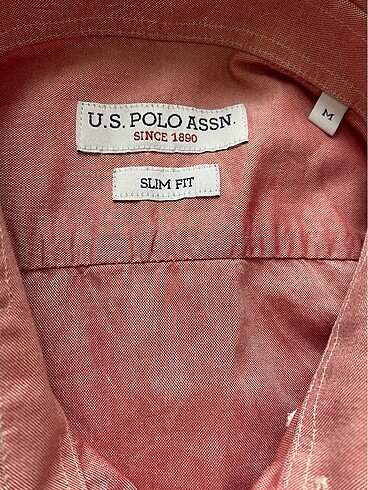 U.S. POLO ASSN.
SINCE 1890
M
SLIM FIT